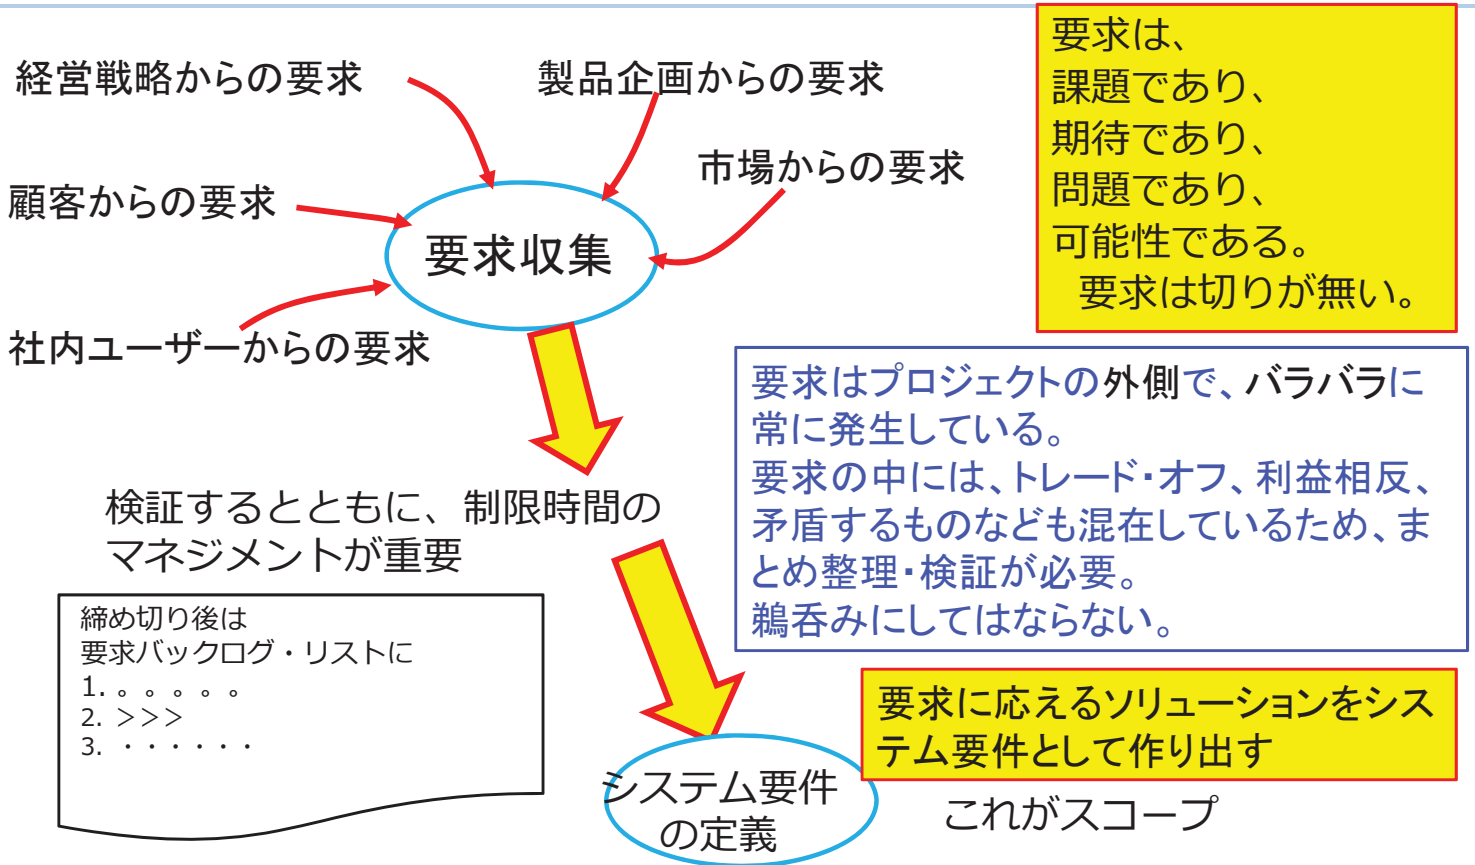 経営戦略からの要求
製品企画からの要求
市場からの要求
顧客からの要求
要求収集
社内ユーザーからの要求
要求は、
課題であり、
期待であり、
問題であり、
可能性である。
要求は切りが無い。
要求はプロジェクトの外側で、バラバラに
常に発生している。
要求の中には、トレード・オフ、利益相反、
矛盾するものなども混在しているため、ま
とめ整理・検証が必要。
鵜呑みにしてはならない。
検証するとともに、制限時間の
マネジメントが重要
締め切り後は
要求バックログ・リストに
1. 。。。。。
2. >>>
3. ・・・・・・
要求に応えるソリューションをシス
テム要件として作り出す
システム要件
の定義
これがスコープ